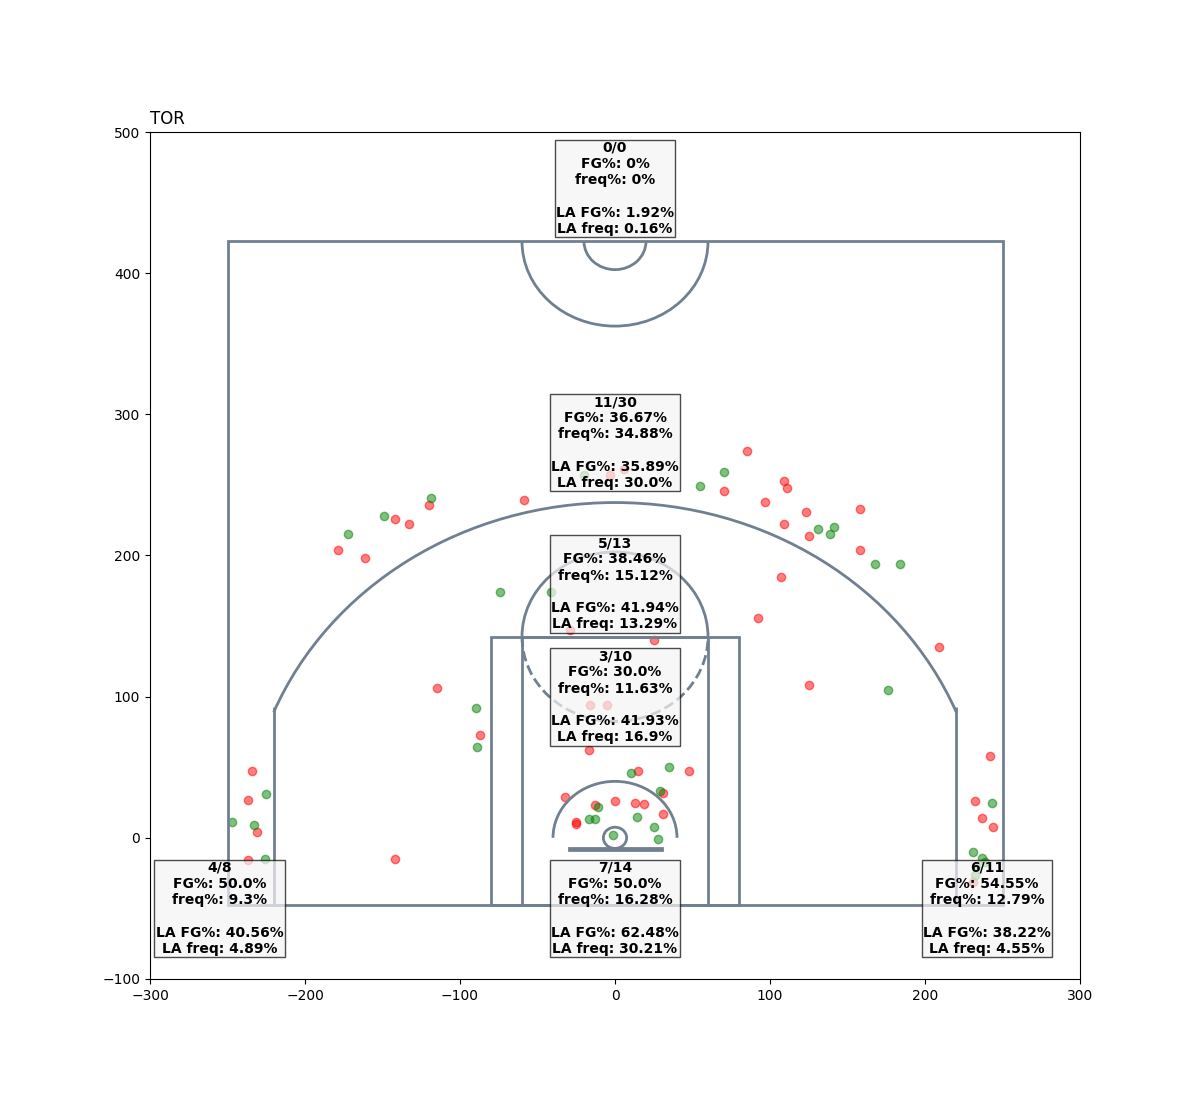 TOR
500
0/0
FG%: 0%
freq%: 0%
LA FG%: 1.92%
LA freq: 0.16%
400
300
11/30
FG%: 36.67%
freq%: 34.88%
LA FG%: 35.89%
LA freq: 30.0%
200
5/13
FG%: 38.46%
freq%: 15.12%
LA FG%: 41.94%
LA freq: 13.29%
100
3/10
FG%: 30.0%
freq%: 11.63%
LA FG%: 41.93%
LA freq: 16.9%
0
4/8
FG%: 50.0%
freq%: 9.3%
LA FG%: 40.56%
LA freq: 4.89%
7/14
FG%: 50.0%
freq%: 16.28%
LA FG%: 62.48%
LA freq: 30.21%
6/11
FG%: 54.55%
freq%: 12.79%
LA FG%: 38.22%
LA freq: 4.55%
−100
−300 −200 −100 0 100 200 300